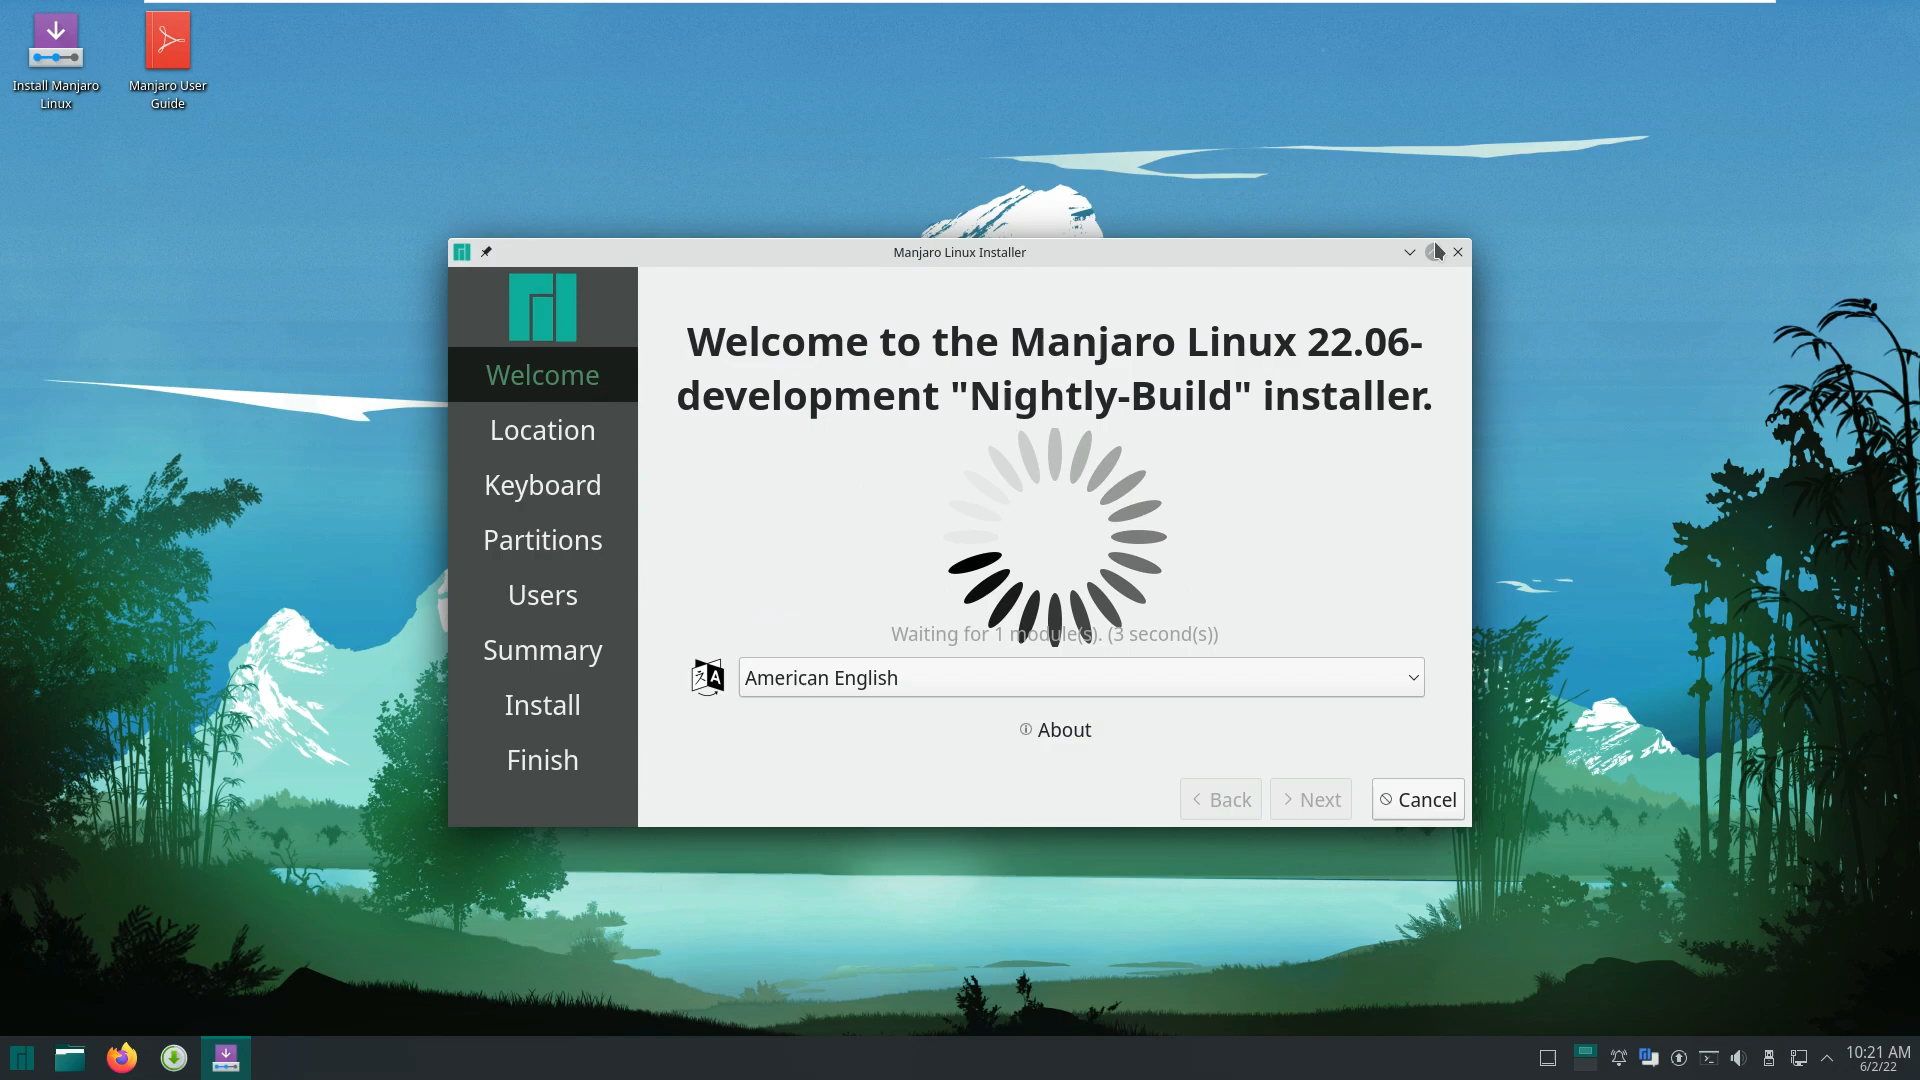 Install Manjaro
Linux
Manjaro User
Guide
Manjaro Linux Installer
Welcome
Location
Keyboard
Partitions
Users
Summary
Install
Finish
Welcome to the Manjaro Linux 22.06-
development "Nightly-Build" installer.
Waiting for 1 module(s). (3 second(s))
American English
About
Back
Next
Cancel
10:21 AM
6/2/22